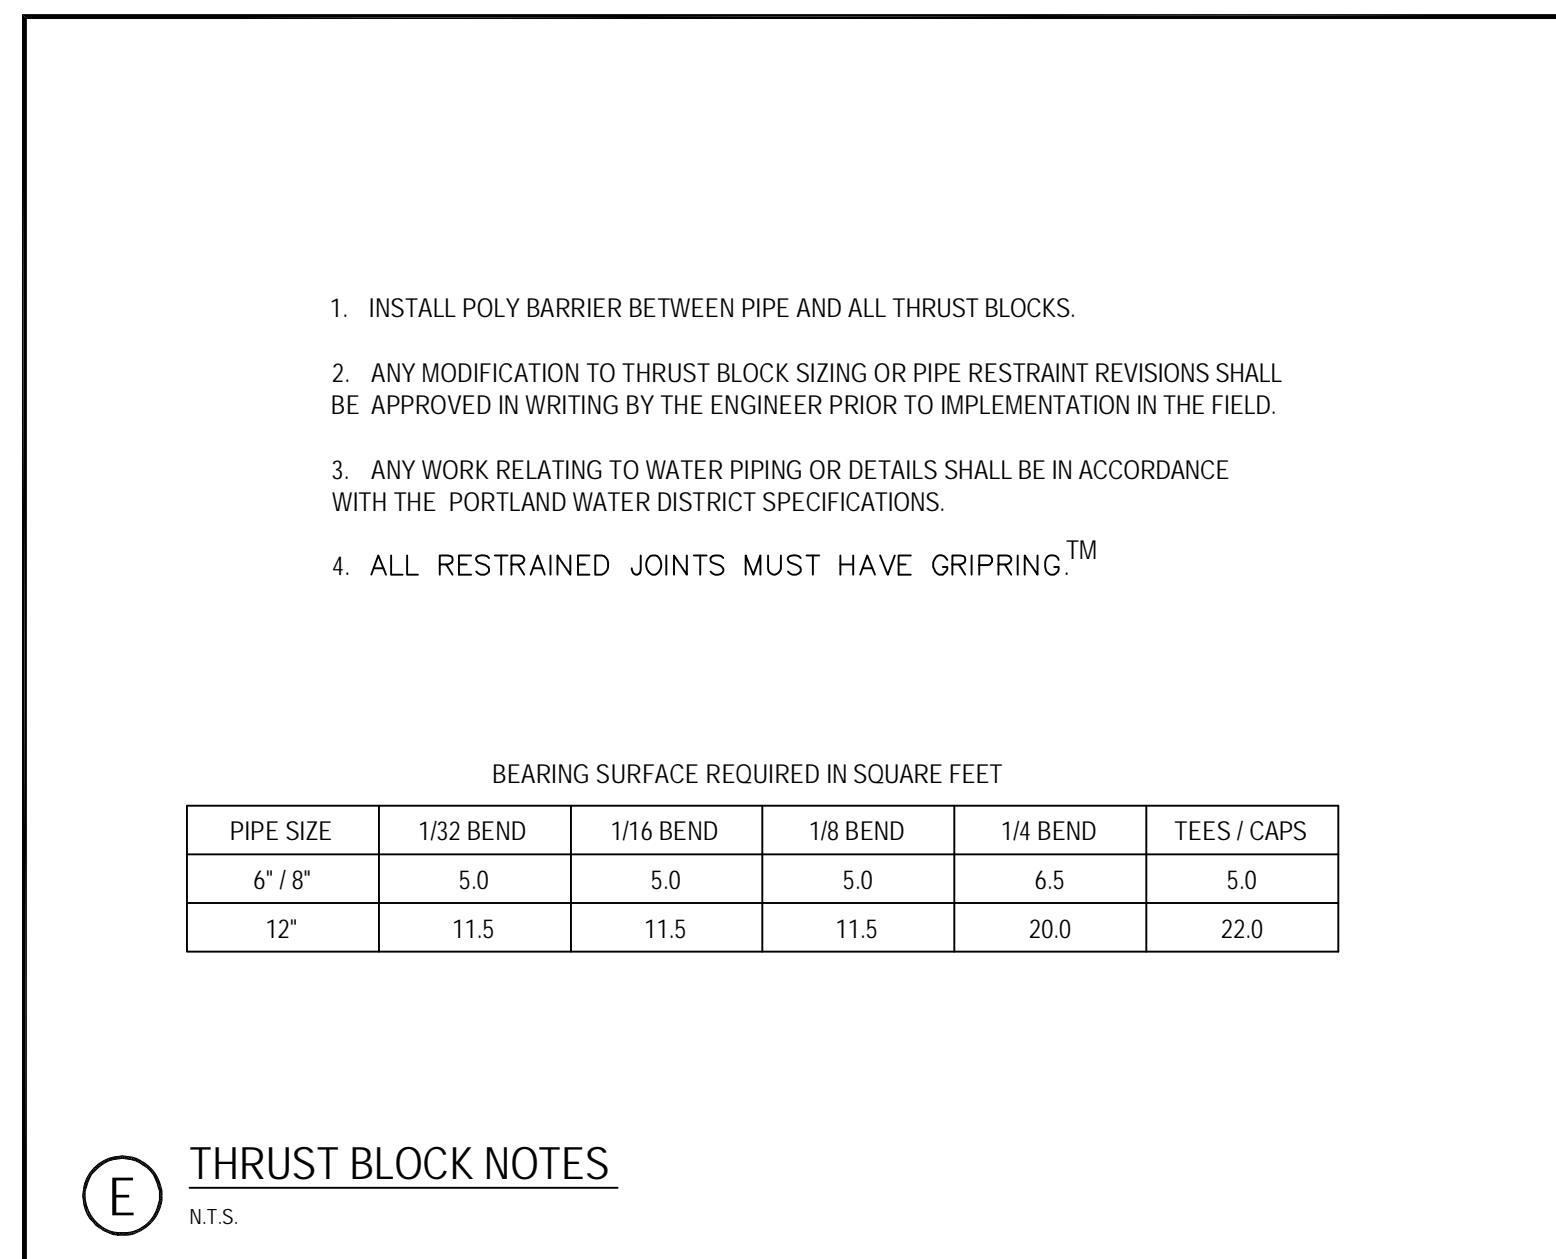 1. INSTALL POLY BARRIER BETWEEN PIPE AND ALL THRUST BLOCKS.
2. ANY MODIFICATION TO THRUST BLOCK SIZING OR PIPE RESTRAINT REVISIONS SHALL
BE APPROVED IN WRITING BY THE ENGINEER PRIOR TO IMPLEMENTATION IN THE FIELD.
3. ANY WORK RELATING TO WATER PIPING OR DETAILS SHALL BE IN ACCORDANCE
WITH THE PORTLAND WATER DISTRICT SPECIFICATIONS.
4. ALL RESTRAINED JOINTS MUST HAVE GRIPRING.™
BEARING SURFACE REQUIRED IN SQUARE FEET
PIPE SIZE 1/32 BEND 1/16 BEND 1/8 BEND 1/4 BEND TEES / CAPS
6" / 8" 5.0 5.0 5.0 6.5 5.0
12" 11.5 11.5 11.5 20.0 22.0
E THRUST BLOCK NOTES
N.T.S.